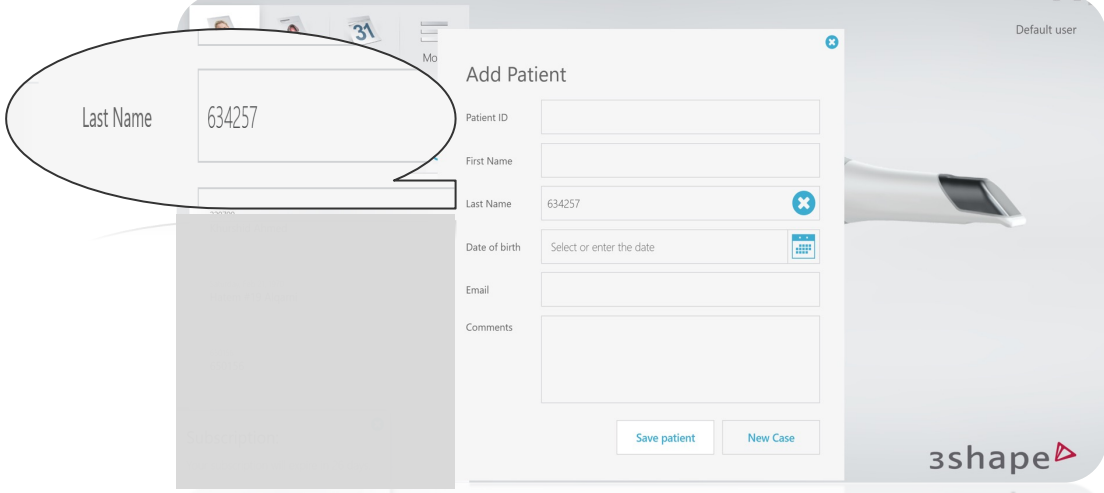 Default user
31
Mo
Add Patient
Last Name 634257
Patient ID
First Name
Last Name 634257
Date of birth Select or enter the date
Email
Comments
Save patient New Case
3shape